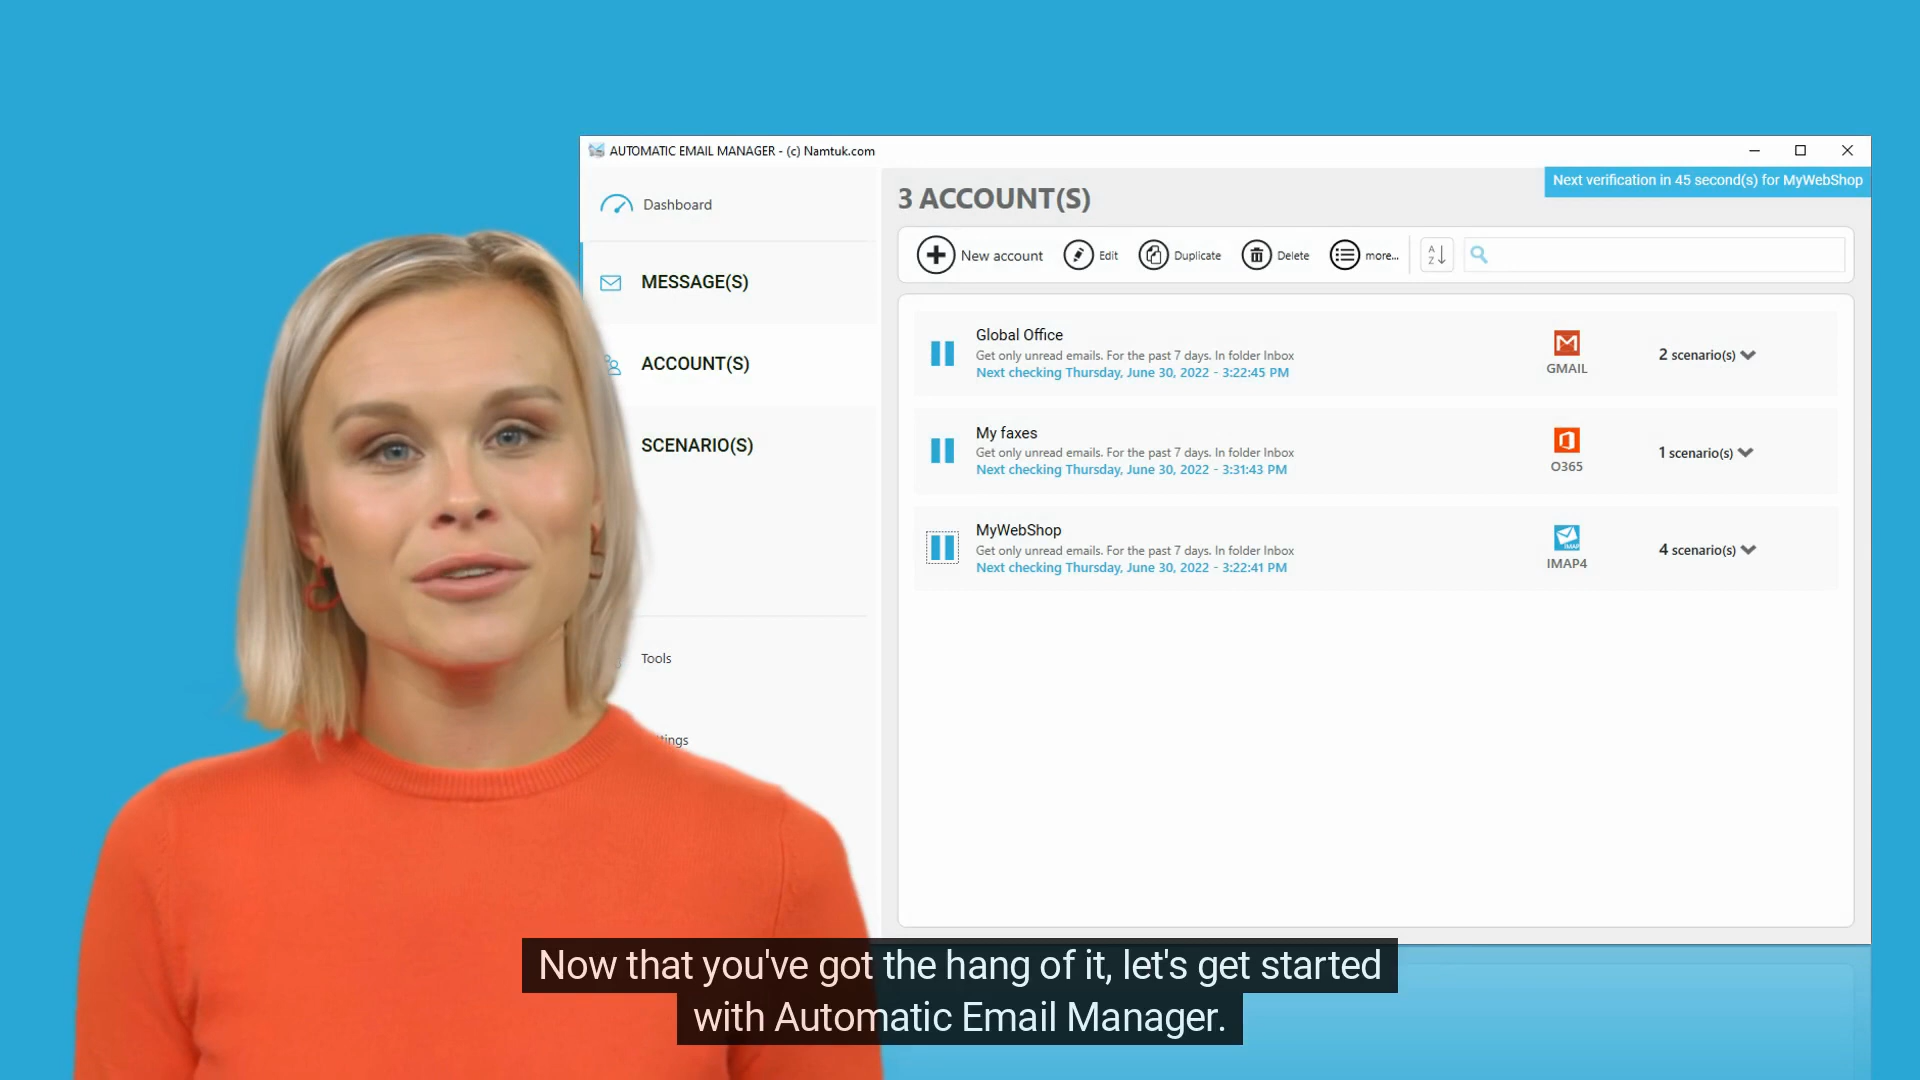 AUTOMATIC EMAIL MANAGER - (c) Namtuk.com
Next verification in 45 second(s) for MyWebShop
Dashboard
MESSAGE(S)
ACCOUNT(S)
SCENARIO(S)
Tools
tings
3 ACCOUNT(S)
New account
Edit
Duplicate
Delete
more...
A
Z
Global Office
Get only unread emails. For the past 7 days. In folder Inbox
Next checking Thursday, June 30, 2022 - 3:22:45 PM
GMAIL
2 scenario(s)
My faxes
Get only unread emails. For the past 7 days. In folder Inbox
Next checking Thursday, June 30, 2022 - 3:31:43 PM
O365
1 scenario(s)
MyWebShop
Get only unread emails. For the past 7 days. In folder Inbox
Next checking Thursday, June 30, 2022 - 3:22:41 PM
IMAP
IMAP4
4 scenario(s)
Now that you've got the hang of it, let's get started
with Automatic Email Manager.